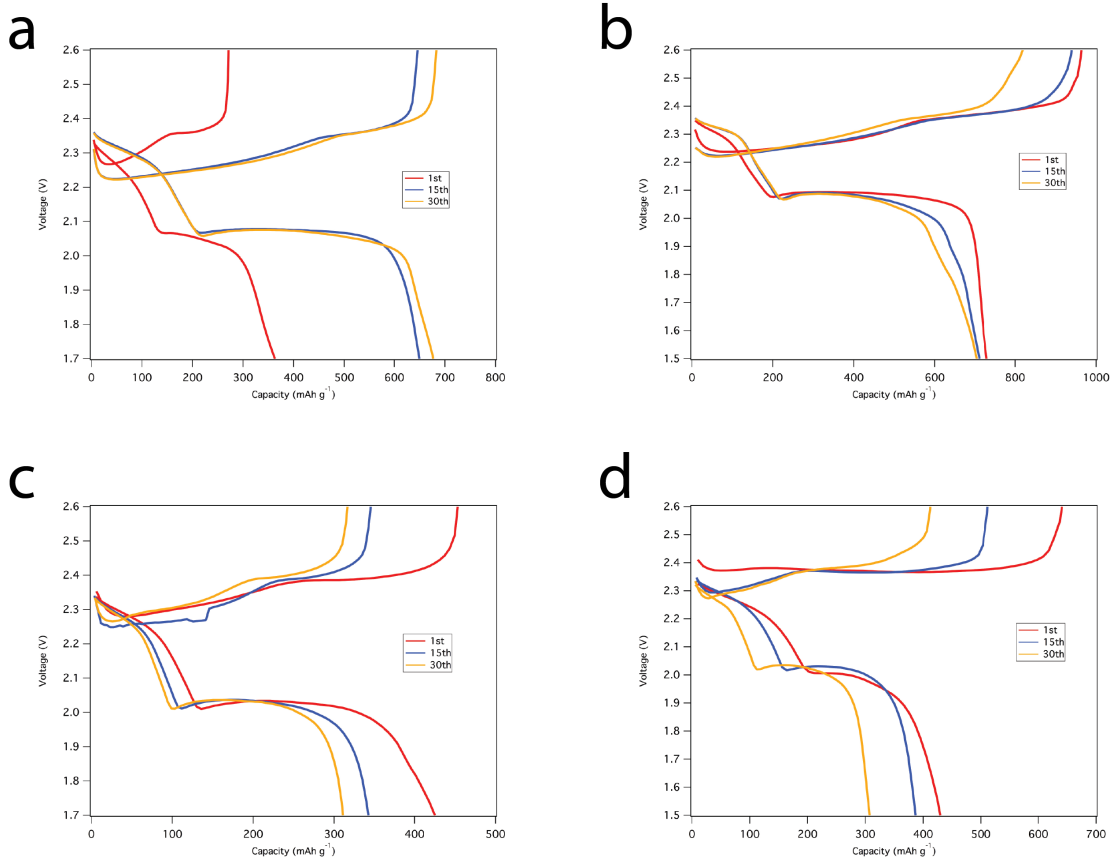 a
2.6
2.5
2.4
2.3
2.2
2.1
2.0
1.9
1.8
1.7
Voltage (V)
0 100 200 300 400 500 600 700 800
Capacity (mAh g⁻¹)
1st
15th
30th
b
2.6
2.5
2.4
2.3
2.2
2.1
2.0
1.9
1.8
1.7
1.6
1.5
Voltage (V)
0 200 400 600 800 1000
Capacity (mAh g⁻¹)
1st
15th
30th
c
2.6
2.5
2.4
2.3
2.2
2.1
2.0
1.9
1.8
1.7
Voltage (V)
0 100 200 300 400 500
Capacity (mAh g⁻¹)
1st
15th
30th
d
2.6
2.5
2.4
2.3
2.2
2.1
2.0
1.9
1.8
1.7
1.6
1.5
Voltage (V)
0 100 200 300 400 500 600 700
Capacity (mAh g⁻¹)
1st
15th
30th